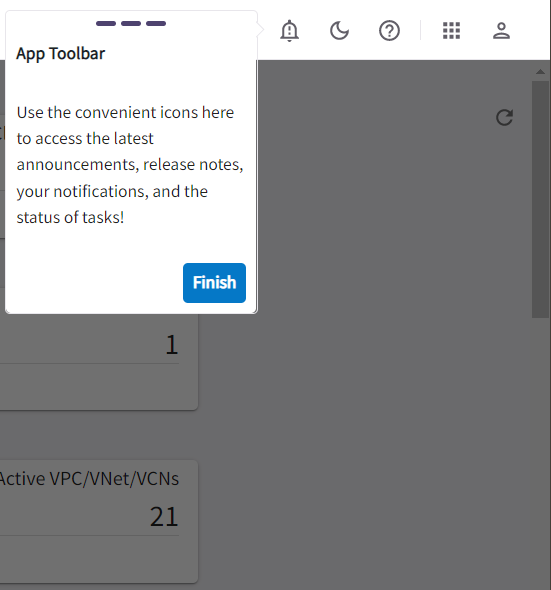 App Toolbar
Use the convenient icons here
to access the latest
announcements, release notes,
your notifications, and the
status of tasks!
Finish
1
Active VPC/VNet/VCNs
21